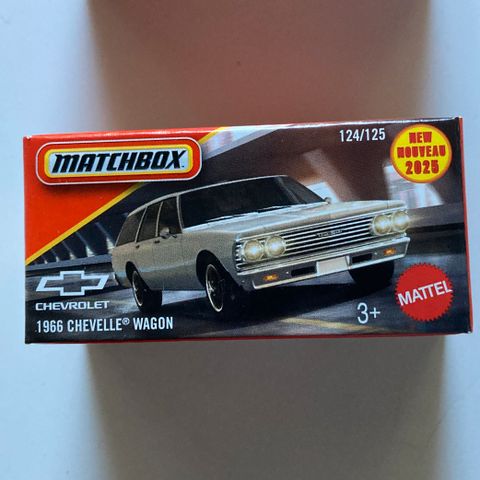 MATCHBOX
124/125
NEW
NOUVEAU
2025
CHEVROLET
1966 CHEVELLE® WAGON
3+
MATTEL